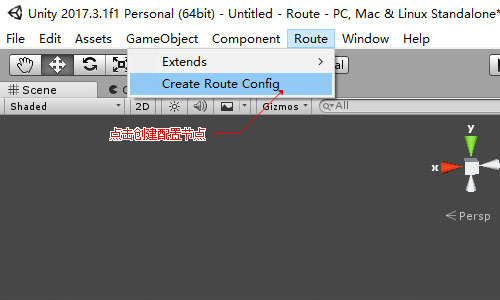 Unity 2017.3.1f1 Personal (64bit) - Untitled - Route - PC, Mac & Linux Standalone*
File Edit Assets GameObject Component Route Window Help
Extends
Create Route Config
Scene
Shaded 2D Gizmos All
点击创建配置节点
y
x
Persp